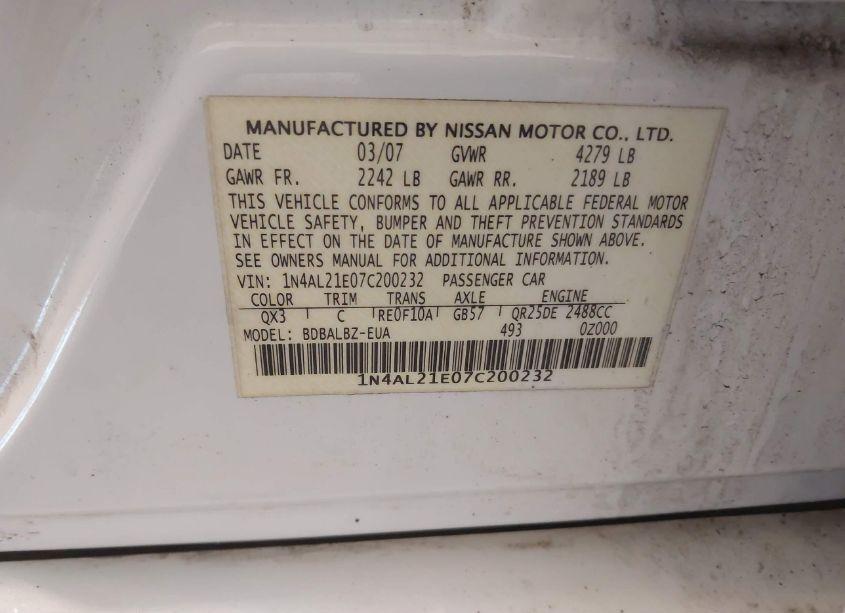 MANUFACTURED BY NISSAN MOTOR CO., LTD.
DATE 03/07 GVWR 4279 LB
GAWR FR. 2242 LB GAWR RR. 2189 LB
THIS VEHICLE CONFORMS TO ALL APPLICABLE FEDERAL MOTOR
VEHICLE SAFETY, BUMPER AND THEFT PREVENTION STANDARDS
IN EFFECT ON THE DATE OF MANUFACTURE SHOWN ABOVE.
SEE OWNERS MANUAL FOR ADDITIONAL INFORMATION.
VIN: 1N4AL21E07C200232 PASSENGER CAR
COLOR TRIM TRANS AXLE ENGINE
QX3 C RE0F10A GB57 QR25DE 2488CC
MODEL: BDBALBZ-EUA 493 0Z000
1N4AL21E07C200232